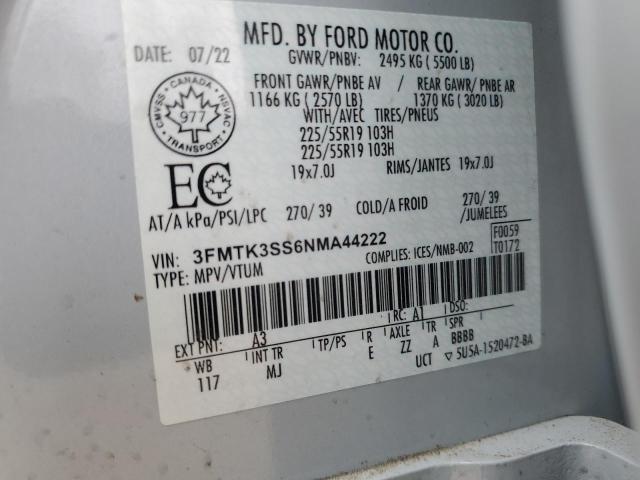 MFD. BY FORD MOTOR CO.
DATE: 07/22
GVWR/PNBV: 2495 KG ( 5500 LB)
FRONT GAWR/PNBE AV / REAR GAWR/ PNBE AR
1166 KG ( 2570 LB) 1370 KG ( 3020 LB)
WITH/AVEC TIRES/PNEUS
225/55R19 103H
225/55R19 103H
19x7.0J RIMS/JANTES 19x7.0J
CMVSS · CANADA · NSVAC
977
TRANSPORT
EC
AT/A kPa/PSI/LPC 270/ 39 COLD/A FROID 270/ 39
/JUMELEES
VIN: 3FMTK3SS6NMA44222
TYPE: MPV/VTUM COMPLIES: ICES/NMB-002
F0059
T0172
EXT PNT: A3 RC: A1 DSO:
WB INT TR TP/PS R AXLE TR SPR
117 MJ E ZZ A BBBB
UCT ▽ 5U5A-1520472-BA